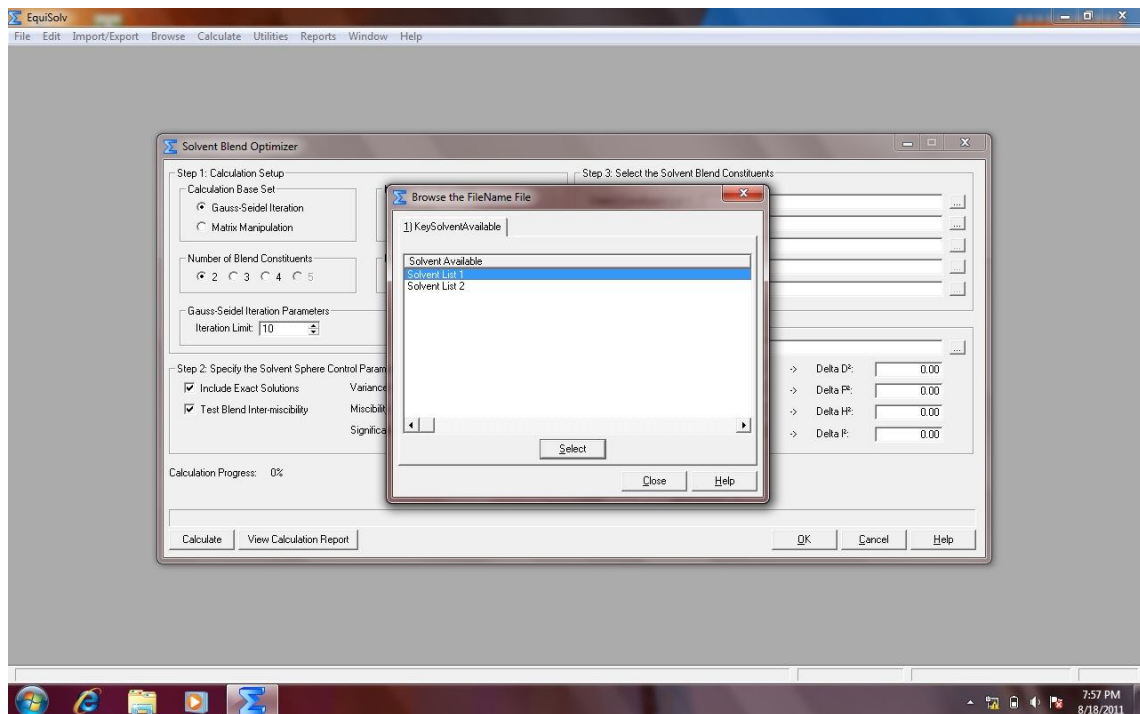 EquiSolv
File Edit Import/Export Browse Calculate Utilities Reports Window Help
Solvent Blend Optimizer
Step 1: Calculation Setup
Calculation Base Set
Gauss-Seidel Iteration
Matrix Manipulation
Number of Blend Constituents
2 3 4 5
Gauss-Seidel Iteration Parameters
Iteration Limit: 10
Step 2: Specify the Solvent Sphere Control Param
Include Exact Solutions Variance
Test Blend Inter-miscibility Miscibilit
Significa
Calculation Progress: 0%
Calculate View Calculation Report
Browse the FileName File
1) KeySolventAvailable
Solvent Available
Solvent List 1
Solvent List 2
Select
Close Help
Step 3: Select the Solvent Blend Constituents
...
...
...
...
...
...
-> Delta D²: 0.00
-> Delta P²: 0.00
-> Delta H²: 0.00
-> Delta I²: 0.00
OK Cancel Help
7:57 PM
8/18/2011